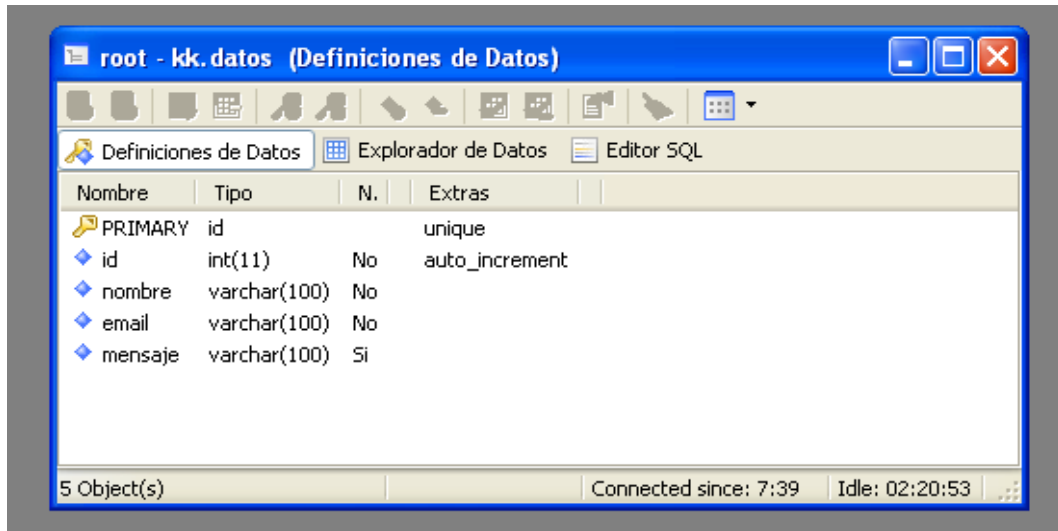 root - kk.datos (Definiciones de Datos)
Definiciones de Datos Explorador de Datos Editor SQL
Nombre Tipo N. Extras
PRIMARY id unique
id int(11) No auto_increment
nombre varchar(100) No
email varchar(100) No
mensaje varchar(100) Si
5 Object(s) Connected since: 7:39 Idle: 02:20:53